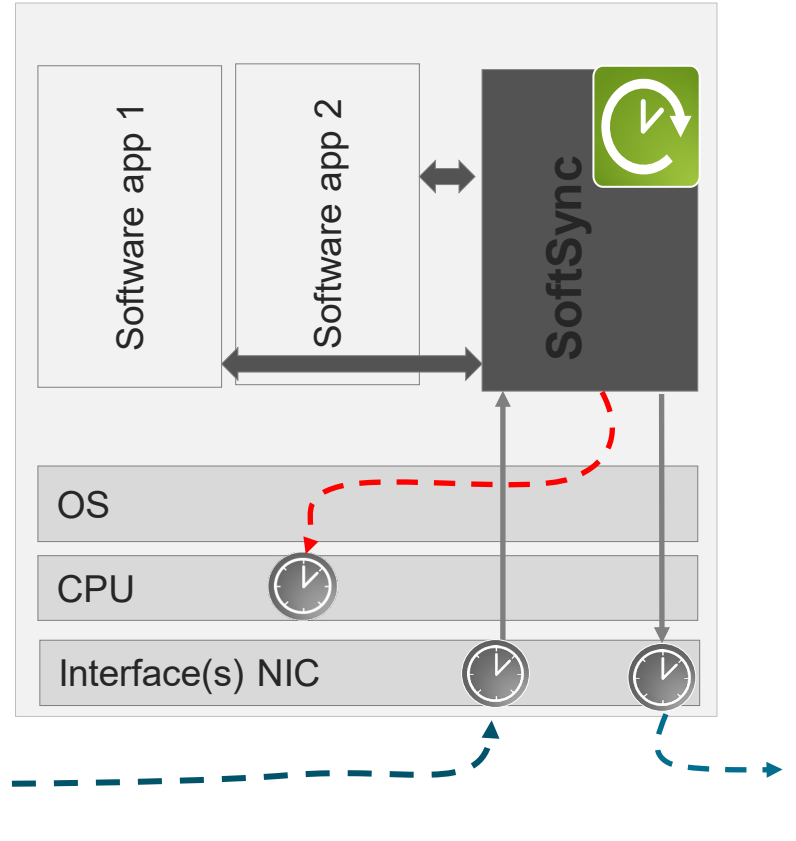 Software app 1
Software app 2
SoftSync
OS
CPU
Interface(s) NIC